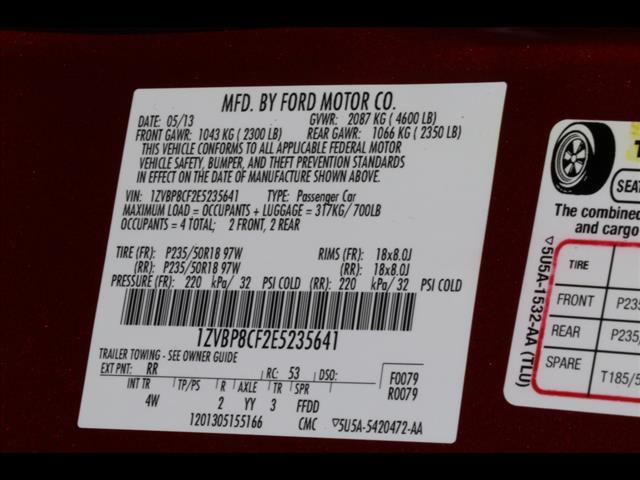 MFD. BY FORD MOTOR CO.
DATE: 05/13 GVWR: 2087 KG ( 4600 LB)
FRONT GAWR: 1043 KG ( 2300 LB) REAR GAWR: 1066 KG ( 2350 LB)
THIS VEHICLE CONFORMS TO ALL APPLICABLE FEDERAL MOTOR
VEHICLE SAFETY, BUMPER, AND THEFT PREVENTION STANDARDS
IN EFFECT ON THE DATE OF MANUFACTURE SHOWN ABOVE.
VIN: 1ZVBP8CF2E5235641 TYPE: Passenger Car
MAXIMUM LOAD = OCCUPANTS + LUGGAGE = 317KG/ 700LB
OCCUPANTS = 4 TOTAL; 2 FRONT, 2 REAR
TIRE (FR): P235/50R18 97W RIMS (FR): 18x8.0J
(RR): P235/50R18 97W (RR): 18x8.0J
PRESSURE (FR): 220 kPa/ 32 PSI COLD (RR): 220 kPa/ 32 PSI COLD
1ZVBP8CF2E5235641
TRAILER TOWING - SEE OWNER GUIDE
EXT PNT: RR RC: 53 DSO: F0079
R0079
INT TR TP/PS R AXLE TR SPR
4W 2 YY 3 FFDD
1201305155166 CMC ▽5U5A-5420472-AA
T
SEAT
The combined
and cargo
▽5U5A-1532-AA (TLU)
TIRE
FRONT P235
REAR P235/
SPARE T185/5